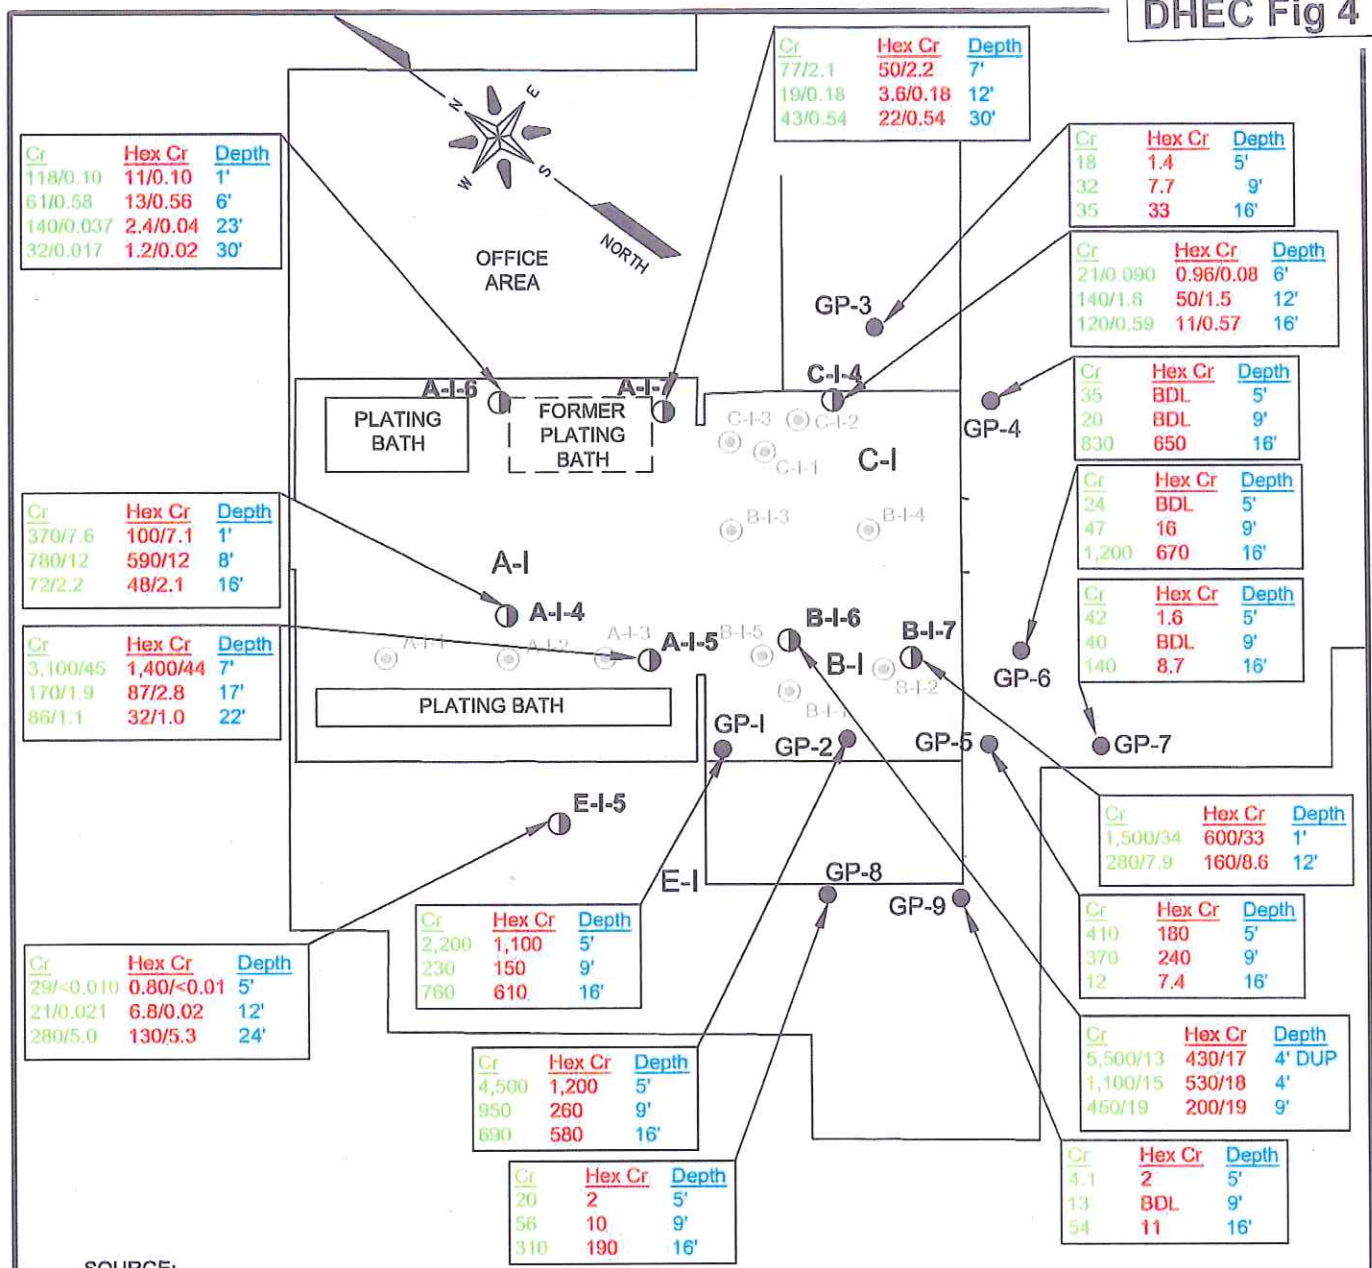 DHEC Fig 4
Cr Hex Cr Depth
77/2.1 50/2.2 7'
19/0.18 3.6/0.18 12'
43/0.54 22/0.54 30'
Cr Hex Cr Depth
118/0.10 11/0.10 1'
61/0.58 13/0.56 6'
140/0.037 2.4/0.04 23'
32/0.017 1.2/0.02 30'
N
E
W
S
NORTH
OFFICE
AREA
Cr Hex Cr Depth
18 1.4 5'
32 7.7 9'
35 33 16'
Cr Hex Cr Depth
21/0.090 0.96/0.08 6'
140/1.6 50/1.5 12'
120/0.59 11/0.57 16'
GP-3
Cr Hex Cr Depth
35 BDL 5'
20 BDL 9'
830 650 16'
A-I-6
A-I-7
C-I-4
PLATING
BATH
FORMER
PLATING
BATH
C-I-3
C-I-2
C-I-1
C-I
GP-4
Cr Hex Cr Depth
24 BDL 5'
47 16 9'
1,200 670 16'
Cr Hex Cr Depth
370/7.6 100/7.1 1'
780/12 590/12 8'
72/2.2 48/2.1 16'
B-I-3
B-I-4
A-I
Cr Hex Cr Depth
42 1.6 5'
40 BDL 9'
140 8.7 16'
A-I-4
B-I-6
B-I-7
Cr Hex Cr Depth
3,100/45 1,400/44 7'
170/1.9 87/2.8 17'
86/1.1 32/1.0 22'
A-I-1
A-I-2
A-I-3
A-I-5
B-I-5
B-I
B-I-2
GP-6
PLATING BATH
GP-I
GP-2
GP-5
GP-7
E-I-5
Cr Hex Cr Depth
1,500/34 600/33 1'
280/7.9 160/8.6 12'
E-I
GP-8
GP-9
Cr Hex Cr Depth
2,200 1,100 5'
230 150 9'
760 610 16'
Cr Hex Cr Depth
410 180 5'
370 240 9'
12 7.4 16'
Cr Hex Cr Depth
29/<0.010 0.80/<0.01 5'
21/0.021 6.8/0.02 12'
280/5.0 130/5.3 24'
Cr Hex Cr Depth
5,500/13 430/17 4' DUP
1,100/15 530/18 4'
460/19 200/19 9'
Cr Hex Cr Depth
4,500 1,200 5'
950 260 9'
690 580 16'
Cr Hex Cr Depth
4.1 2 5'
13 BDL 9'
54 11 16'
Cr Hex Cr Depth
20 2 5'
56 10 9'
310 190 16'
SOURCE: